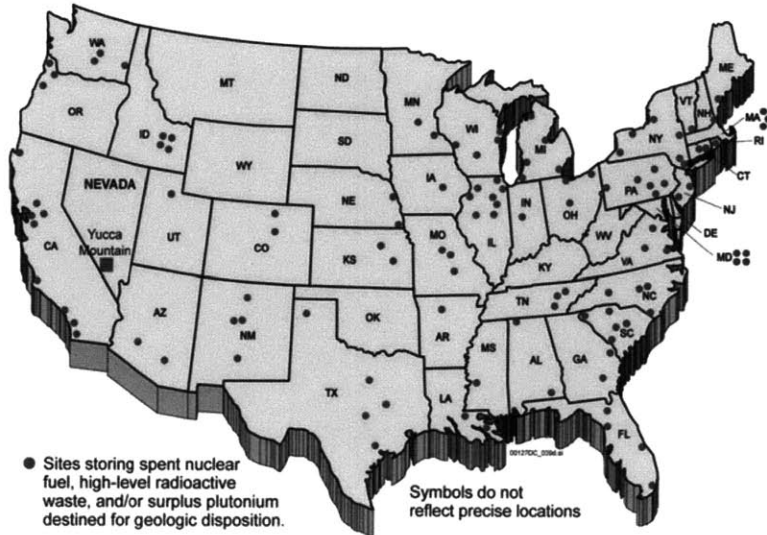 WA
MT
ND
MN
ME
VT
NH
MA
RI
CT
OR
ID
WY
SD
WI
MI
NY
NEVADA
Yucca
Mountain
CA
UT
CO
NE
IA
IL
IN
OH
PA
NJ
DE
MD
WV
VA
KS
MO
KY
TN
NC
SC
AZ
NM
OK
AR
MS
AL
GA
TX
LA
FL
Sites storing spent nuclear
fuel, high-level radioactive
waste, and/or surplus plutonium
destined for geologic disposition.
Symbols do not
reflect precise locations